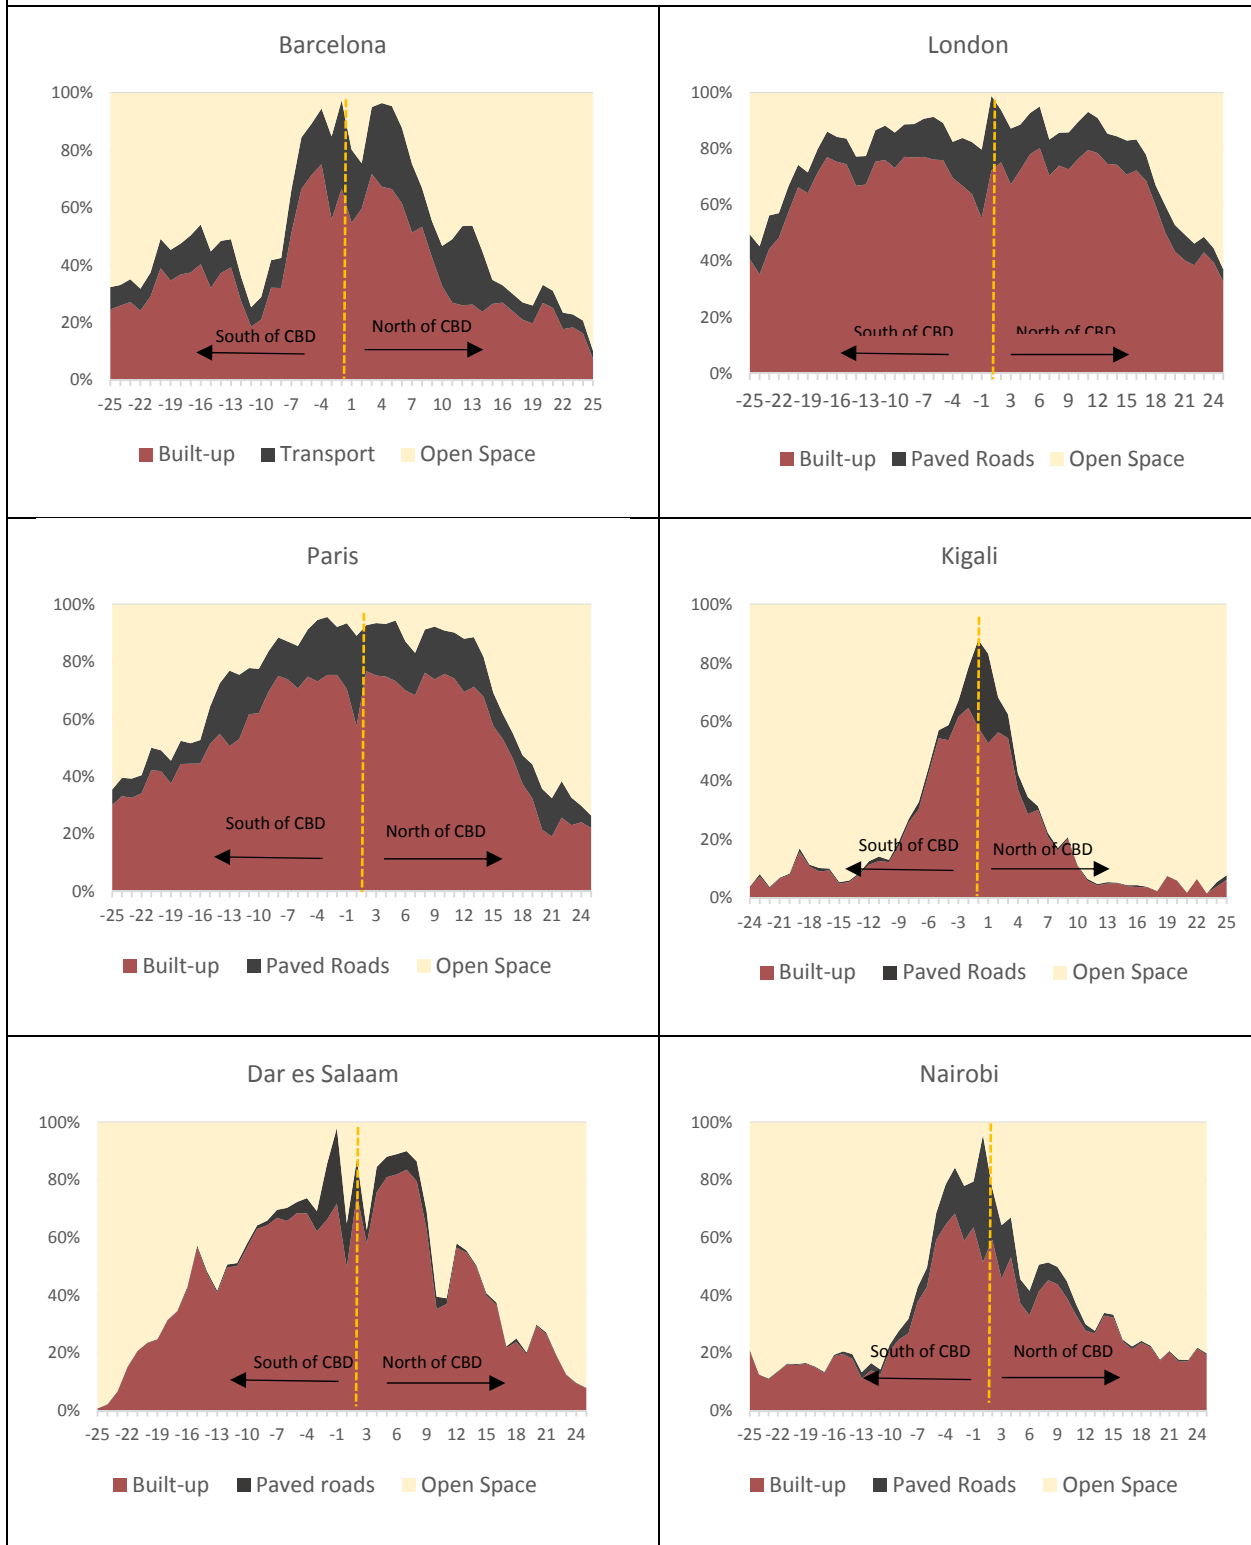 Barcelona
100%
80%
60%
40%
20%
0%
South of CBD
North of CBD
-25 -22 -19 -16 -13 -10 -7 -4 -1 1 4 7 10 13 16 19 22 25
Built-up Transport Open Space
London
100%
80%
60%
40%
20%
0%
South of CBD
North of CBD
-25 -22 -19 -16 -13 -10 -7 -4 -1 3 6 9 12 15 18 21 24
Built-up Paved Roads Open Space
Paris
100%
80%
60%
40%
20%
0%
South of CBD
North of CBD
-25 -22 -19 -16 -13 -10 -7 -4 -1 3 6 9 12 15 18 21 24
Built-up Paved Roads Open Space
Kigali
100%
80%
60%
40%
20%
0%
South of CBD
North of CBD
-24 -21 -18 -15 -12 -9 -6 -3 1 4 7 10 13 16 19 22 25
Built-up Paved Roads Open Space
Dar es Salaam
100%
80%
60%
40%
20%
0%
South of CBD
North of CBD
-25 -22 -19 -16 -13 -10 -7 -4 -1 3 6 9 12 15 18 21 24
Built-up Paved roads Open Space
Nairobi
100%
80%
60%
40%
20%
0%
South of CBD
North of CBD
-25 -22 -19 -16 -13 -10 -7 -4 -1 3 6 9 12 15 18 21 24
Built-up Paved Roads Open Space